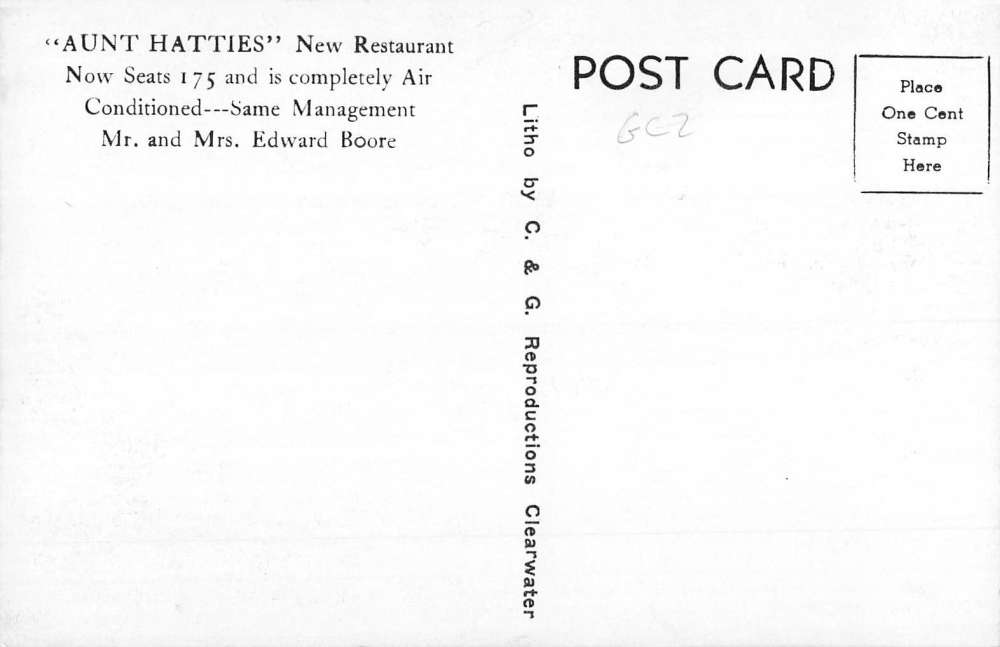 “AUNT HATTIES” New Restaurant
Now Seats 175 and is completely Air
Conditioned---Same Management
Mr. and Mrs. Edward Boore
Litho by C. & G. Reproductions Clearwater
POST CARD
GC2
Place
One Cent
Stamp
Here